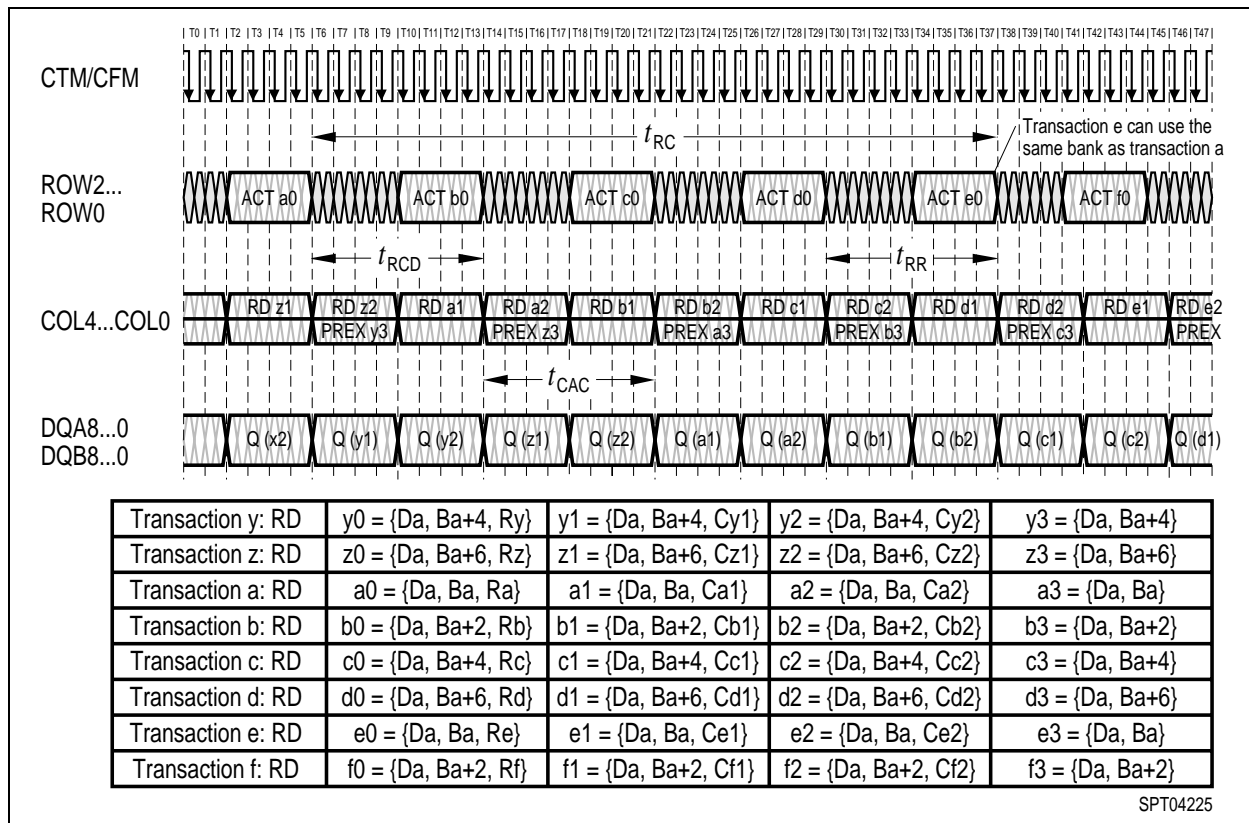 T0 T1 T2 T3 T4 T5 T6 T7 T8 T9 T10 T11 T12 T13 T14 T15 T16 T17 T18 T19 T20 T21 T22 T23 T24 T25 T26 T27 T28 T29 T30 T31 T32 T33 T34 T35 T36 T37 T38 T39 T40 T41 T42 T43 T44 T45 T46 T47
CTM/CFM
tRC
Transaction e can use the
same bank as transaction a
ROW2...
ROW0
ACT a0 ACT b0 ACT c0 ACT d0 ACT e0 ACT f0
tRCD tRR
COL4...COL0
RD z1 RD z2 RD a1 RD a2 RD b1 RD b2 RD c1 RD c2 RD d1 RD d2 RD e1 RD e2
PREX y3 PREX z3 PREX a3 PREX b3 PREX c3 PREX
tCAC
DQA8...0
DQB8...0
Q (x2) Q (y1) Q (y2) Q (z1) Q (z2) Q (a1) Q (a2) Q (b1) Q (b2) Q (c1) Q (c2) Q (d1)
Transaction y: RD y0 = {Da, Ba+4, Ry} y1 = {Da, Ba+4, Cy1} y2 = {Da, Ba+4, Cy2} y3 = {Da, Ba+4}
Transaction z: RD z0 = {Da, Ba+6, Rz} z1 = {Da, Ba+6, Cz1} z2 = {Da, Ba+6, Cz2} z3 = {Da, Ba+6}
Transaction a: RD a0 = {Da, Ba, Ra} a1 = {Da, Ba, Ca1} a2 = {Da, Ba, Ca2} a3 = {Da, Ba}
Transaction b: RD b0 = {Da, Ba+2, Rb} b1 = {Da, Ba+2, Cb1} b2 = {Da, Ba+2, Cb2} b3 = {Da, Ba+2}
Transaction c: RD c0 = {Da, Ba+4, Rc} c1 = {Da, Ba+4, Cc1} c2 = {Da, Ba+4, Cc2} c3 = {Da, Ba+4}
Transaction d: RD d0 = {Da, Ba+6, Rd} d1 = {Da, Ba+6, Cd1} d2 = {Da, Ba+6, Cd2} d3 = {Da, Ba+6}
Transaction e: RD e0 = {Da, Ba, Re} e1 = {Da, Ba, Ce1} e2 = {Da, Ba, Ce2} e3 = {Da, Ba}
Transaction f: RD f0 = {Da, Ba+2, Rf} f1 = {Da, Ba+2, Cf1} f2 = {Da, Ba+2, Cf2} f3 = {Da, Ba+2}
SPT04225